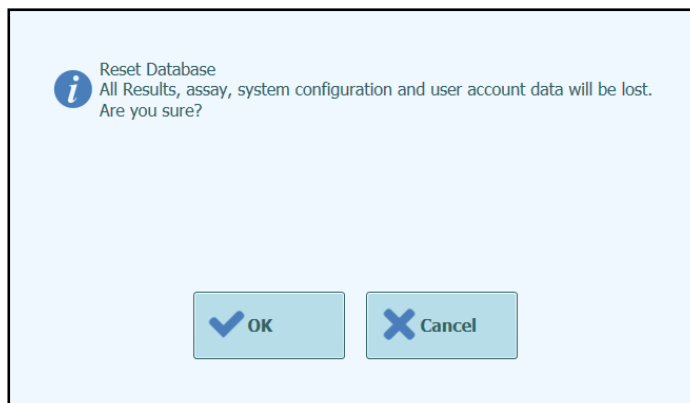 Reset Database
All Results, assay, system configuration and user account data will be lost.
Are you sure?
OK
Cancel